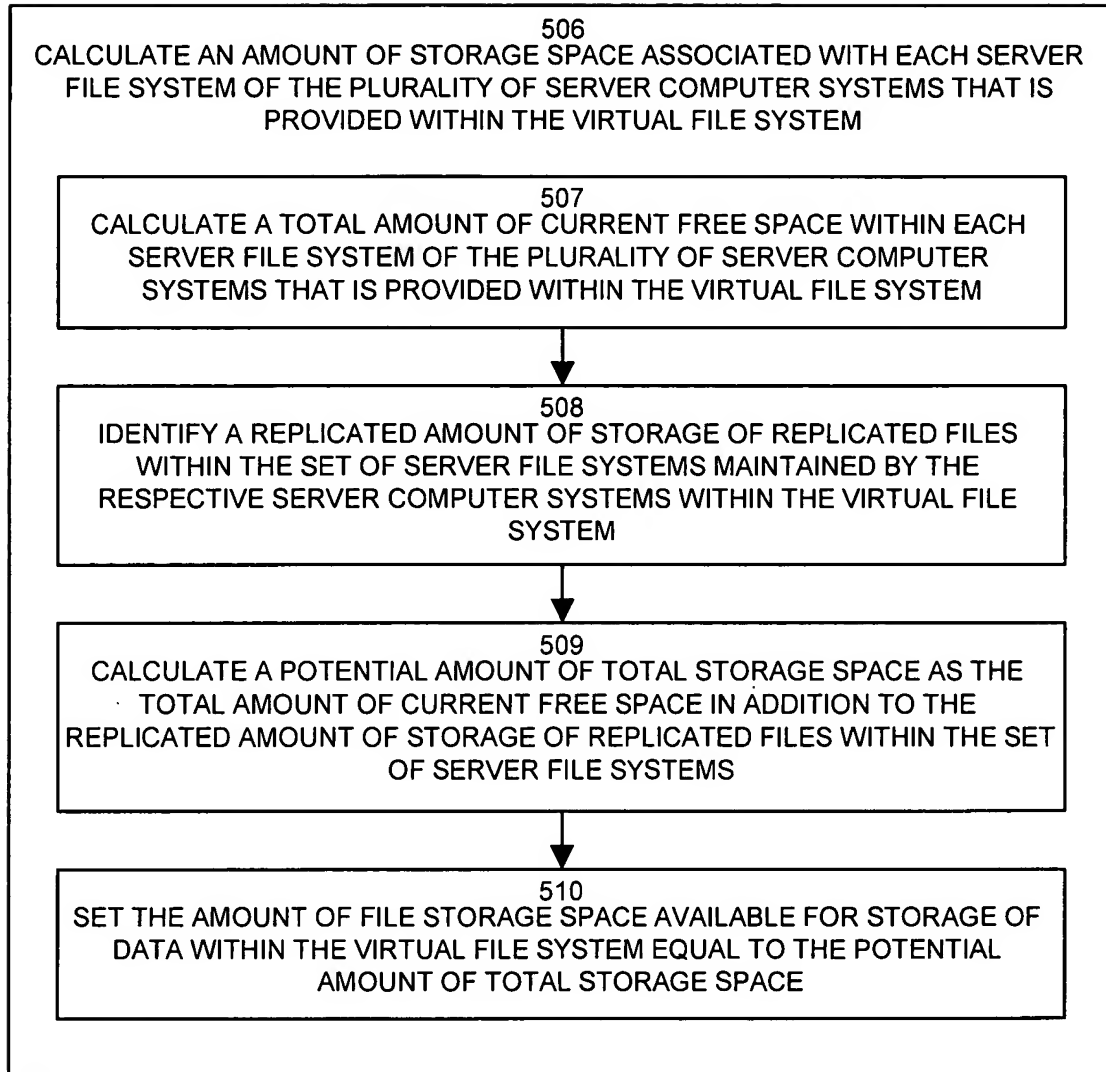 506
CALCULATE AN AMOUNT OF STORAGE SPACE ASSOCIATED WITH EACH SERVER
FILE SYSTEM OF THE PLURALITY OF SERVER COMPUTER SYSTEMS THAT IS
PROVIDED WITHIN THE VIRTUAL FILE SYSTEM
507
CALCULATE A TOTAL AMOUNT OF CURRENT FREE SPACE WITHIN EACH
SERVER FILE SYSTEM OF THE PLURALITY OF SERVER COMPUTER
SYSTEMS THAT IS PROVIDED WITHIN THE VIRTUAL FILE SYSTEM
508
IDENTIFY A REPLICATED AMOUNT OF STORAGE OF REPLICATED FILES
WITHIN THE SET OF SERVER FILE SYSTEMS MAINTAINED BY THE
RESPECTIVE SERVER COMPUTER SYSTEMS WITHIN THE VIRTUAL FILE
SYSTEM
509
CALCULATE A POTENTIAL AMOUNT OF TOTAL STORAGE SPACE AS THE
TOTAL AMOUNT OF CURRENT FREE SPACE IN ADDITION TO THE
REPLICATED AMOUNT OF STORAGE OF REPLICATED FILES WITHIN THE SET
OF SERVER FILE SYSTEMS
510
SET THE AMOUNT OF FILE STORAGE SPACE AVAILABLE FOR STORAGE OF
DATA WITHIN THE VIRTUAL FILE SYSTEM EQUAL TO THE POTENTIAL
AMOUNT OF TOTAL STORAGE SPACE